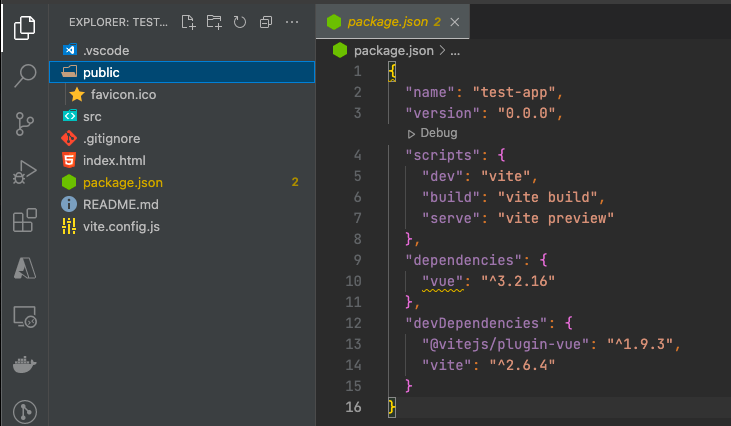 EXPLORER: TEST...
.vscode
public
favicon.ico
src
.gitignore
index.html
package.json 2
README.md
vite.config.js
package.json 2
package.json > ...
1 {
2 "name": "test-app",
3 "version": "0.0.0",
Debug
4 "scripts": {
5 "dev": "vite",
6 "build": "vite build",
7 "serve": "vite preview"
8 },
9 "dependencies": {
10 "vue": "^3.2.16"
11 },
12 "devDependencies": {
13 "@vitejs/plugin-vue": "^1.9.3",
14 "vite": "^2.6.4"
15 }
16 }